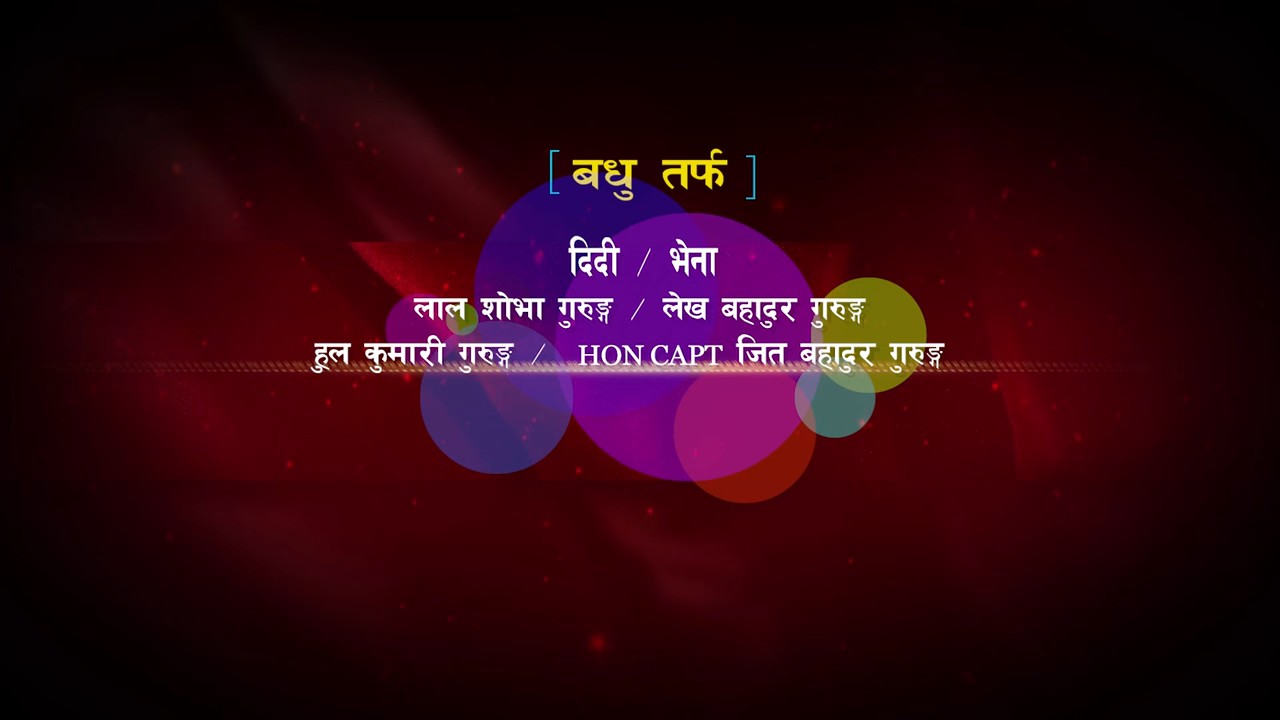 [ बधु तर्फ ]
दिदी / भेना
लाल शोभा गुरुङ्ग / लेख बहादुर गुरुङ्ग
हुल कुमारी गुरुङ्ग / HON CAPT जित बहादुर गुरुङ्ग